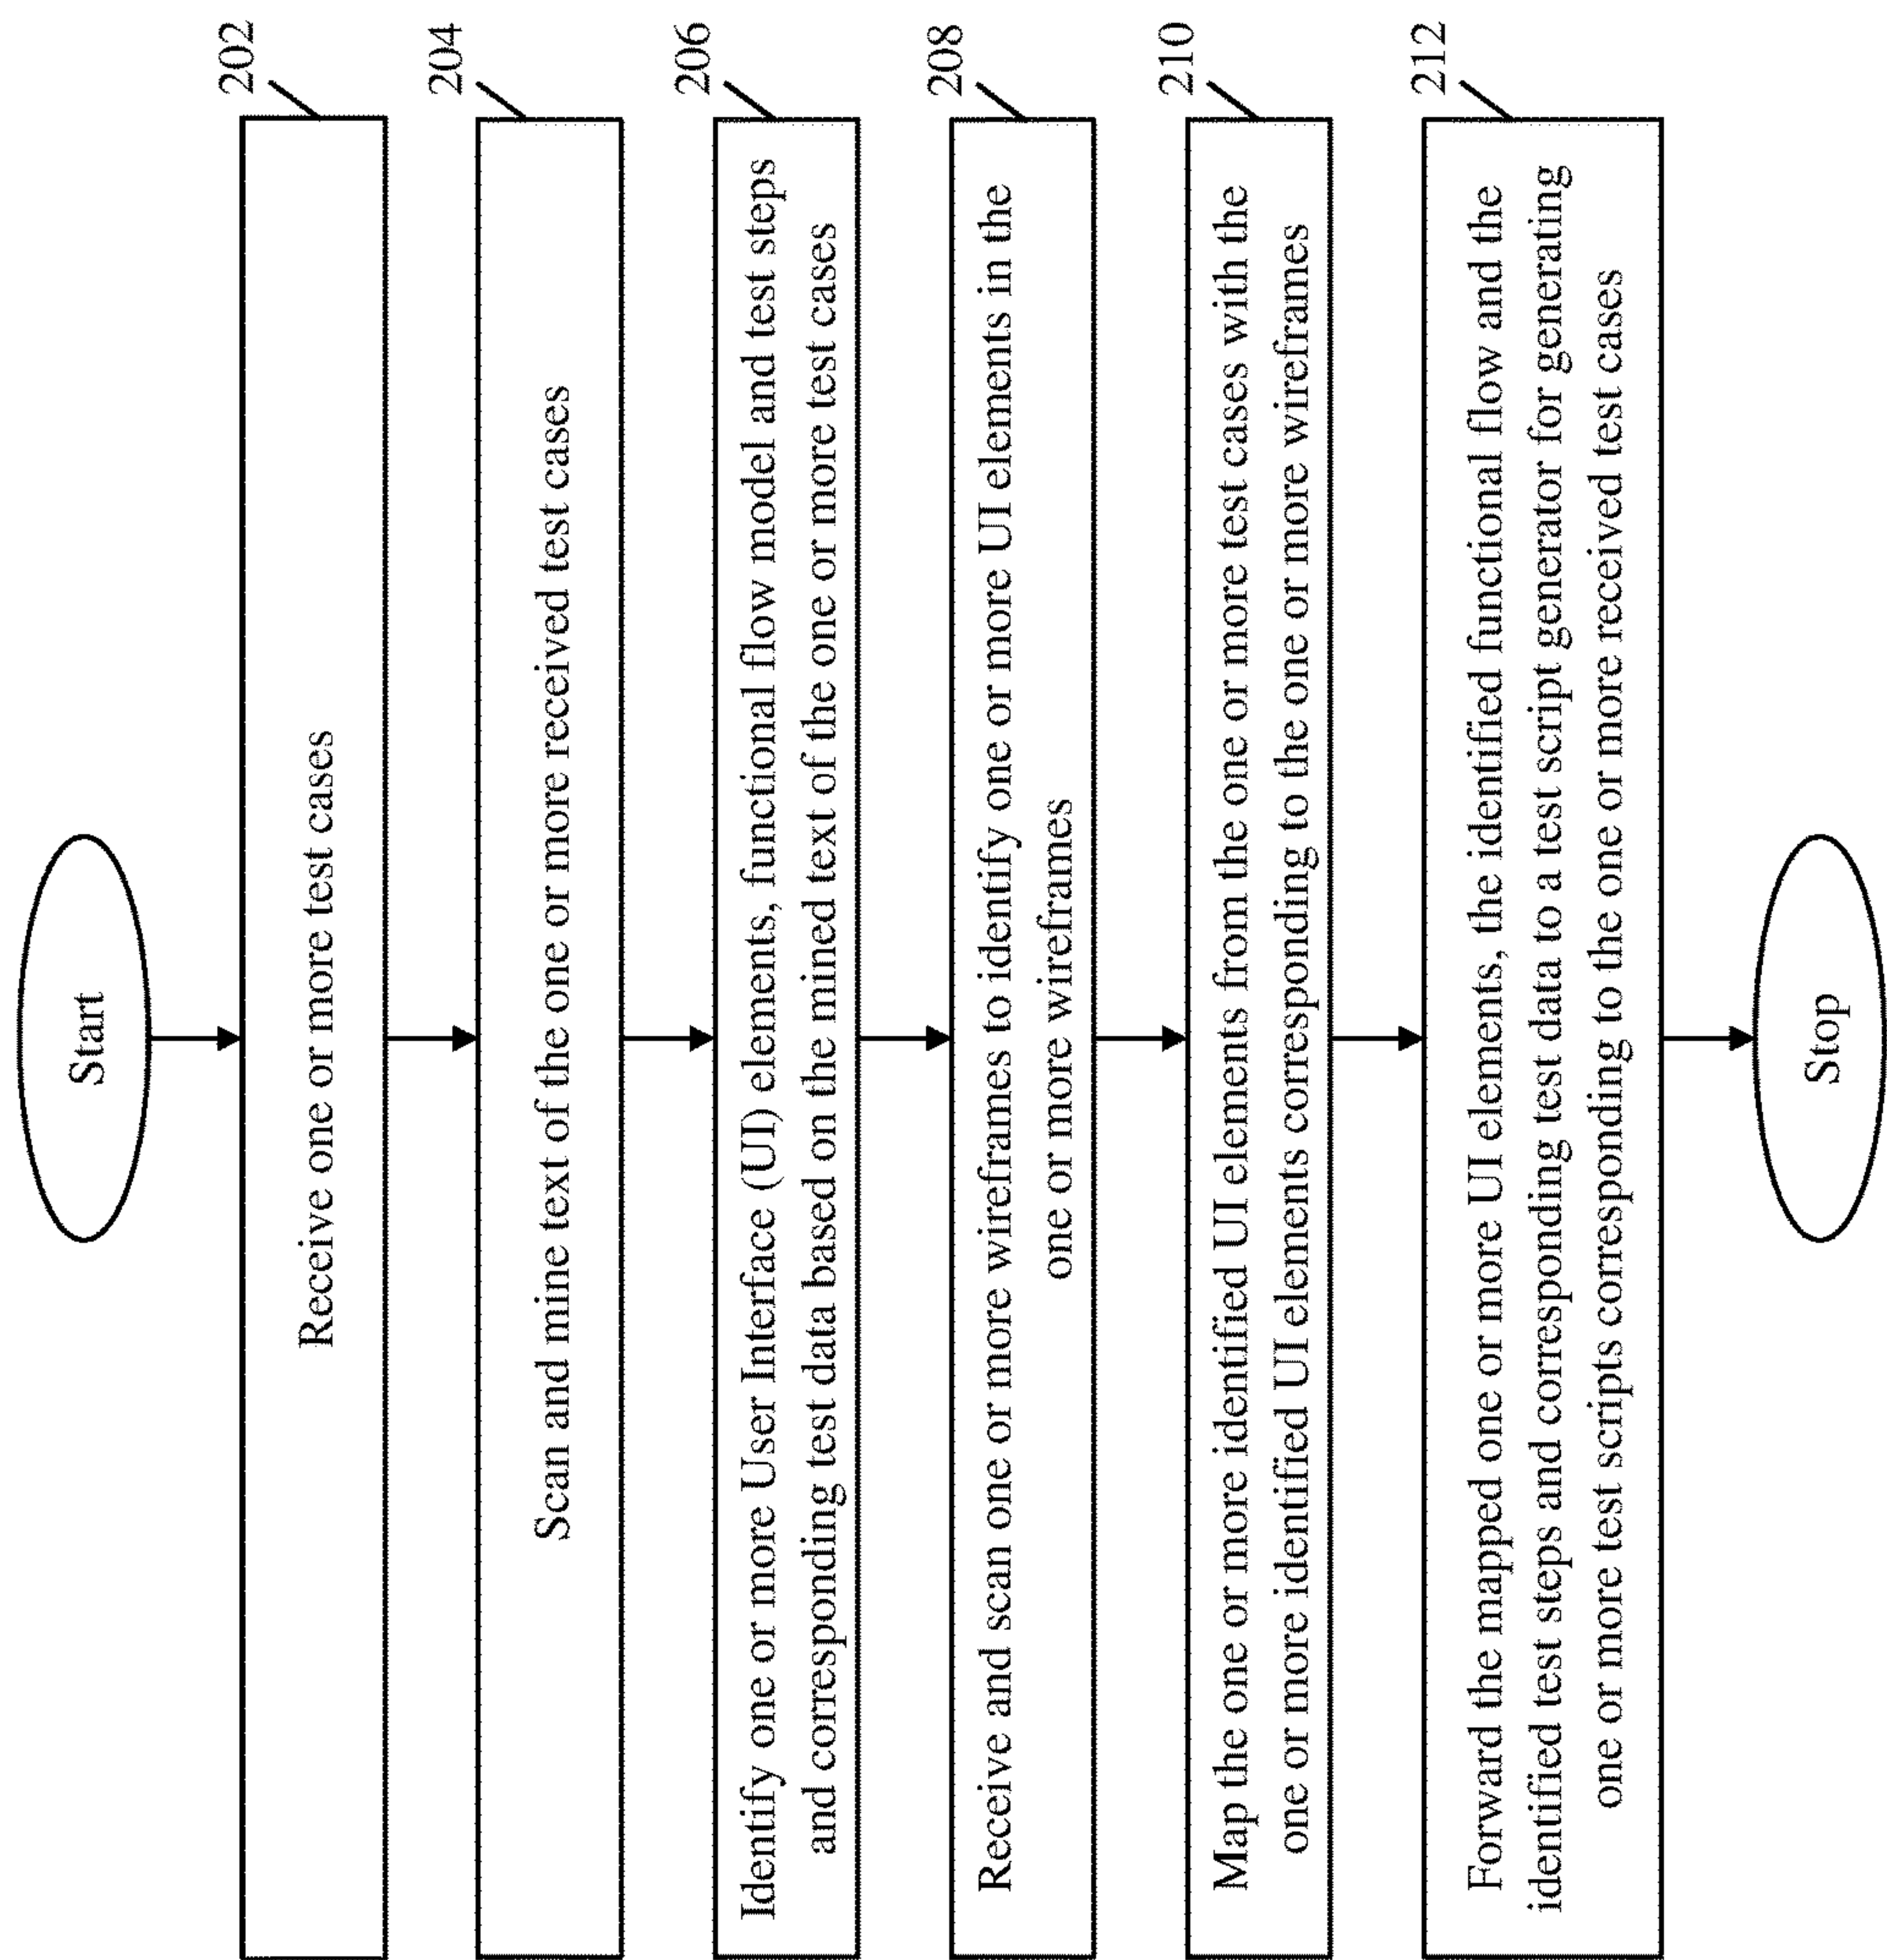 Start
202
Receive one or more test cases
204
Scan and mine text of the one or more received test cases
206
Identify one or more User Interface (UI) elements, functional flow model and test steps
and corresponding test data based on the mined text of the one or more test cases
208
Receive and scan one or more wireframes to identify one or more UI elements in the
one or more wireframes
210
Map the one or more identified UI elements from the one or more test cases with the
one or more identified UI elements corresponding to the one or more wireframes
212
Forward the mapped one or more UI elements, the identified functional flow and the
identified test steps and corresponding test data to a test script generator for generating
one or more test scripts corresponding to the one or more received test cases
Stop